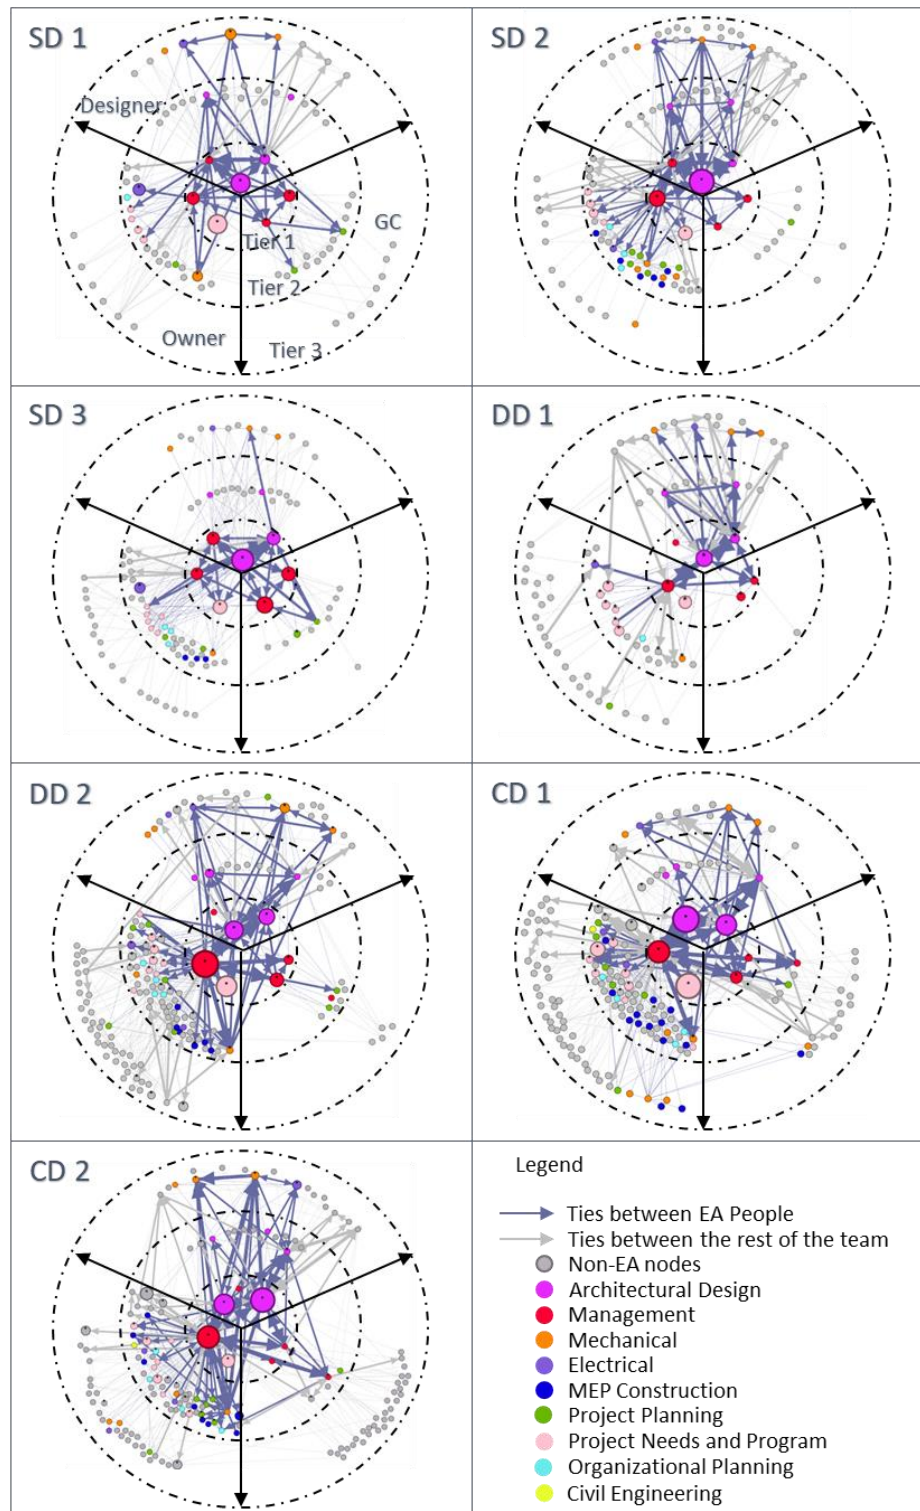 SD 1
SD 2
Designer
GC
Tier 1
Tier 2
Owner
Tier 3
SD 3
DD 1
DD 2
CD 1
CD 2
Legend
Ties between EA People
Ties between the rest of the team
Non-EA nodes
Architectural Design
Management
Mechanical
Electrical
MEP Construction
Project Planning
Project Needs and Program
Organizational Planning
Civil Engineering